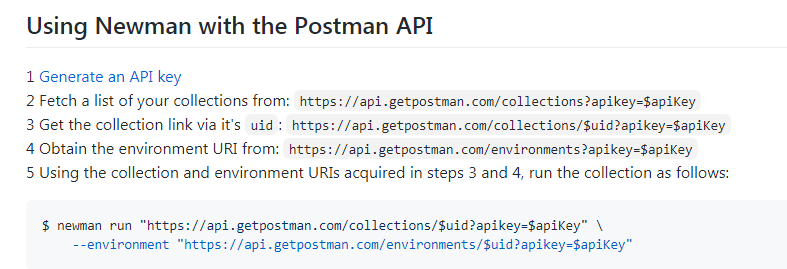 Using Newman with the Postman API
1 Generate an API key
2 Fetch a list of your collections from: https://api.getpostman.com/collections?apikey=$apiKey
3 Get the collection link via it's uid: https://api.getpostman.com/collections/$uid?apikey=$apiKey
4 Obtain the environment URI from: https://api.getpostman.com/environments?apikey=$apiKey
5 Using the collection and environment URIs acquired in steps 3 and 4, run the collection as follows:
$ newman run "https://api.getpostman.com/collections/$uid?apikey=$apiKey" \
--environment "https://api.getpostman.com/environments/$uid?apikey=$apiKey"